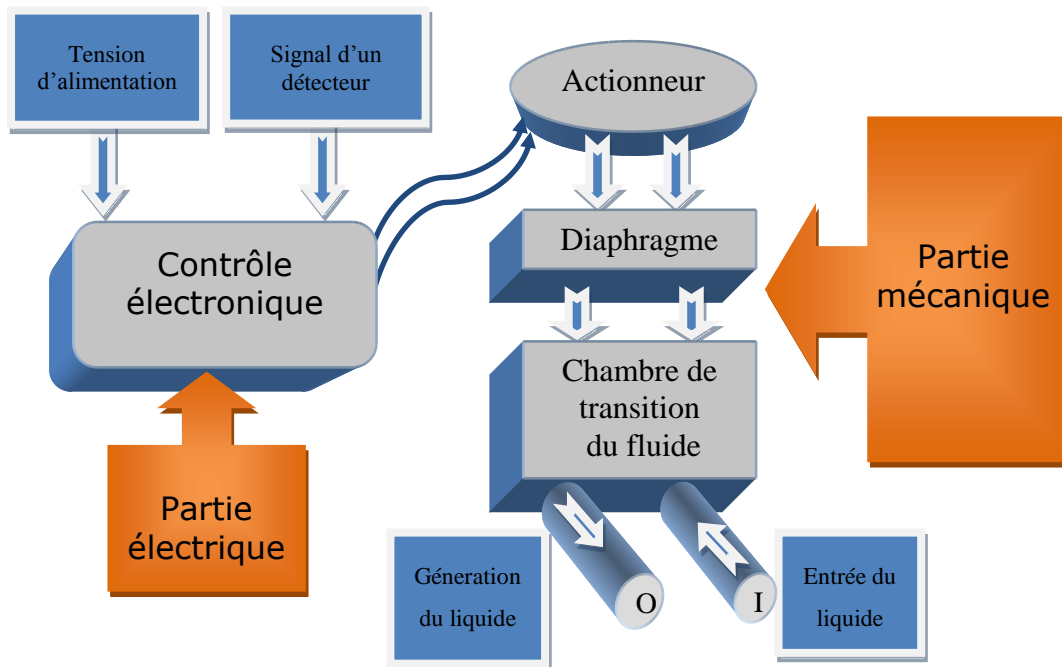 Tension
d'alimentation
Signal d'un
détecteur
Actionneur
Contrôle
électronique
Diaphragme
Partie
mécanique
Chambre de
transition
du fluide
Partie
électrique
Géneration
du liquide
O
I
Entrée du
liquide